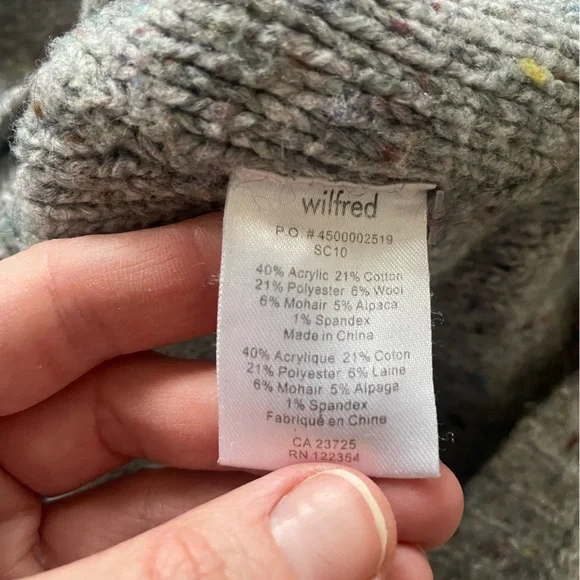 wilfred
P.O. #4500002519
SC10
40% Acrylic 21% Cotton
21% Polyester 6% Wool
6% Mohair 5% Alpaca
1% Spandex
Made in China
40% Acrylique 21% Coton
21% Polyester 6% Laine
6% Mohair 5% Alpaga
1% Spandex
Fabriqué en Chine
CA 23725
RN 122354